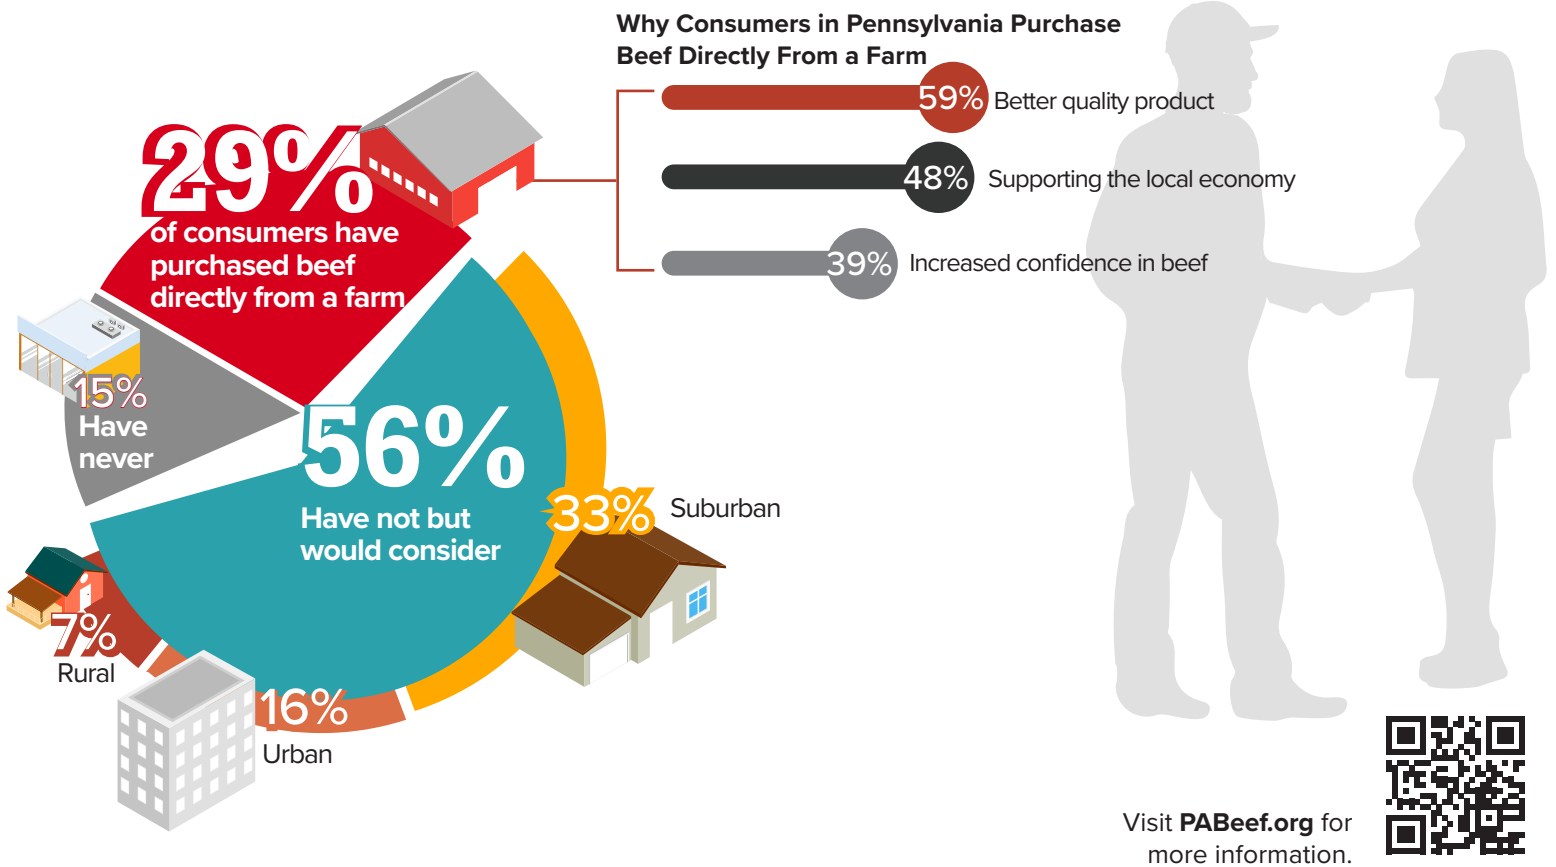 Why Consumers in Pennsylvania Purchase
Beef Directly From a Farm
59% Better quality product
48% Supporting the local economy
39% Increased confidence in beef
29%
of consumers have
purchased beef
directly from a farm
15%
Have
never
56%
Have not but
would consider
33% Suburban
7%
Rural
16%
Urban
Visit PABeef.org for
more information.